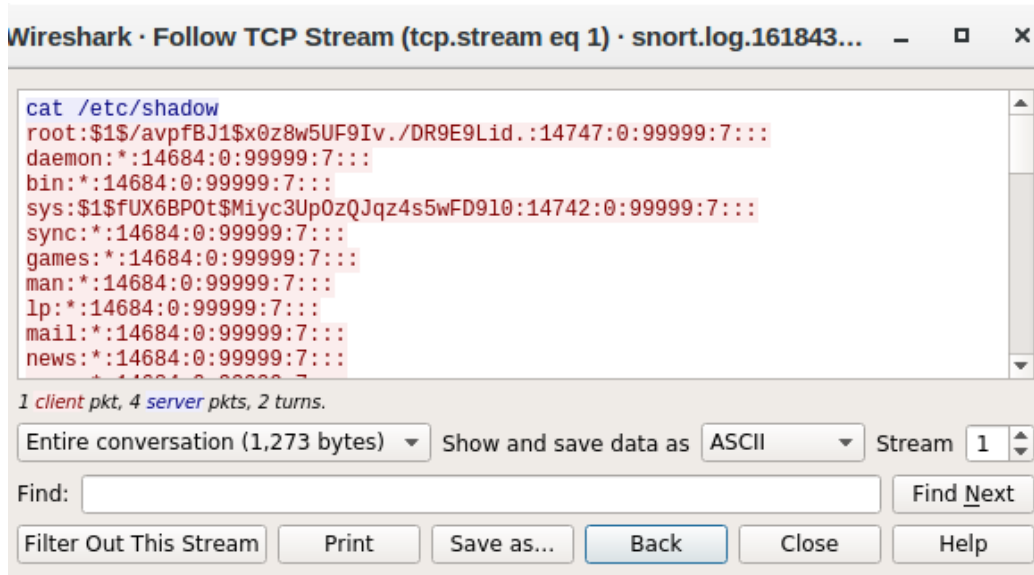 Wireshark · Follow TCP Stream (tcp.stream eq 1) · snort.log.161843...
cat /etc/shadow
root:$1$/avpfBJ1$x0z8w5UF9Iv./DR9E9Lid.:14747:0:99999:7:::
daemon:*:14684:0:99999:7:::
bin:*:14684:0:99999:7:::
sys:$1$fUX6BPOt$Miyc3UpOzQJqz4s5wFD9l0:14742:0:99999:7:::
sync:*:14684:0:99999:7:::
games:*:14684:0:99999:7:::
man:*:14684:0:99999:7:::
lp:*:14684:0:99999:7:::
mail:*:14684:0:99999:7:::
news:*:14684:0:99999:7:::
1 client pkt, 4 server pkts, 2 turns.
Entire conversation (1,273 bytes) Show and save data as ASCII Stream 1
Find: Find Next
Filter Out This Stream Print Save as... Back Close Help